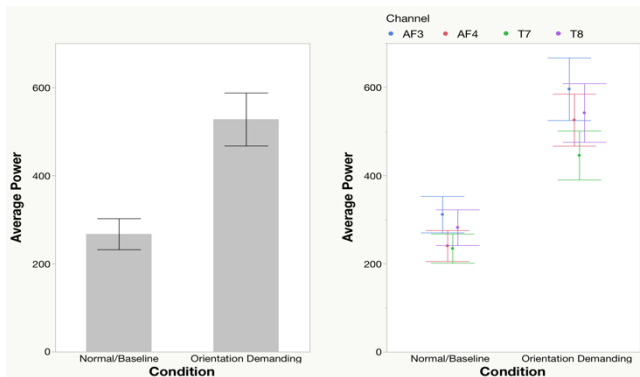 Channel
AF3 AF4 T7 T8
Average Power
600
400
200
0
Normal/Baseline Orientation Demanding
Condition
Average Power
600
400
200
0
Normal/Baseline Orientation Demanding
Condition